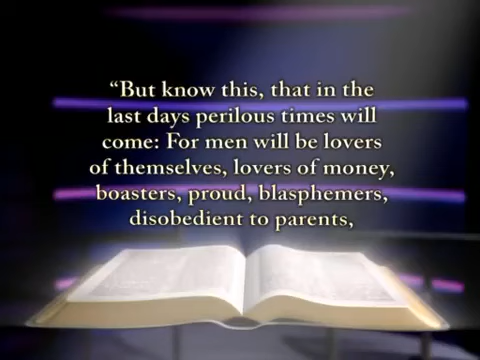 “But know this, that in the
last days perilous times will
come: For men will be lovers
of themselves, lovers of money,
boasters, proud, blasphemers,
disobedient to parents,